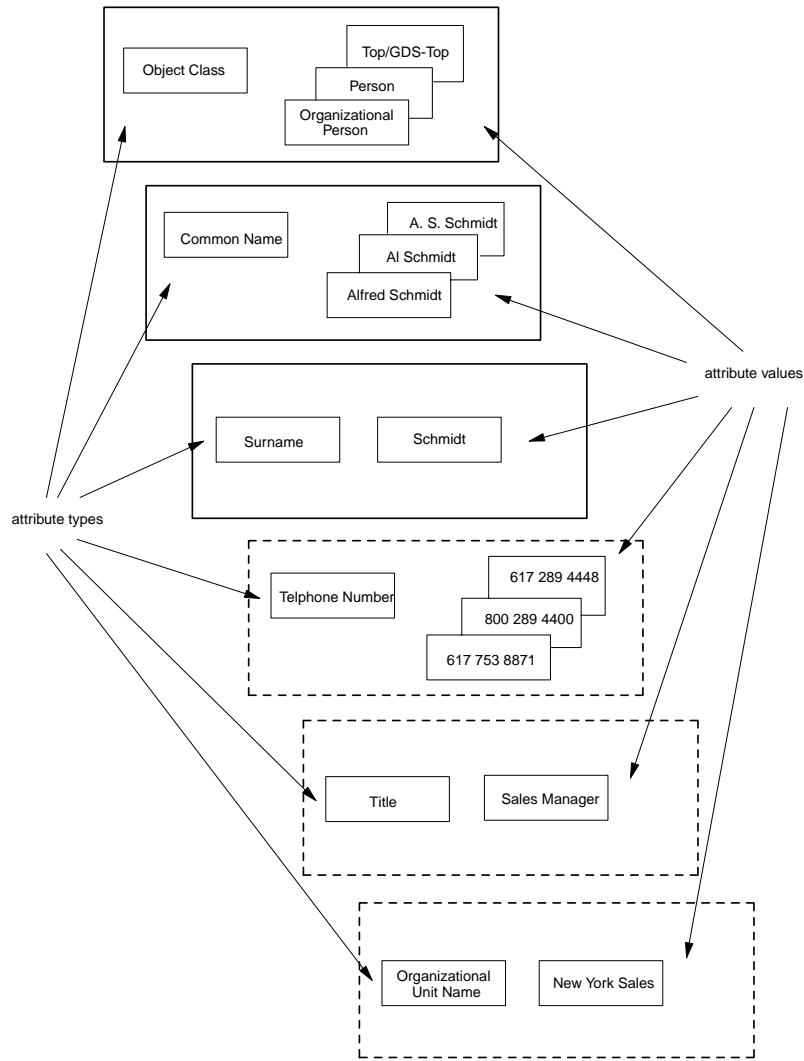 Object Class
Top/GDS-Top
Person
Organizational
Person
Common Name
A. S. Schmidt
Al Schmidt
Alfred Schmidt
attribute values
Surname
Schmidt
attribute types
Telphone Number
617 289 4448
800 289 4400
617 753 8871
Title
Sales Manager
Organizational
Unit Name
New York Sales